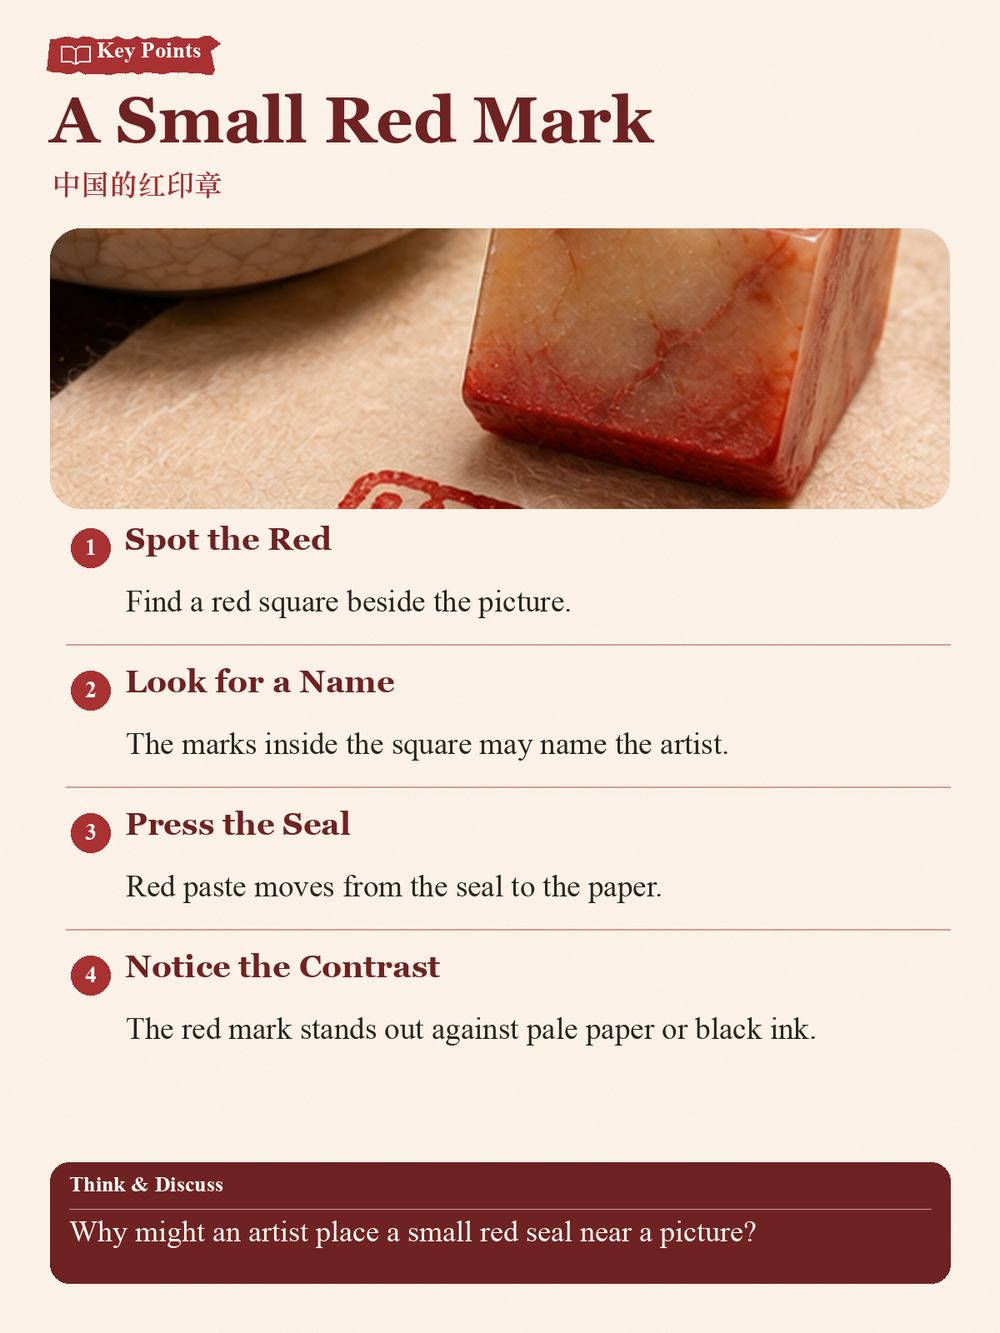 Key Points
A Small Red Mark
中国的红印章
1 Spot the Red
Find a red square beside the picture.
2 Look for a Name
The marks inside the square may name the artist.
3 Press the Seal
Red paste moves from the seal to the paper.
4 Notice the Contrast
The red mark stands out against pale paper or black ink.
Think & Discuss
Why might an artist place a small red seal near a picture?